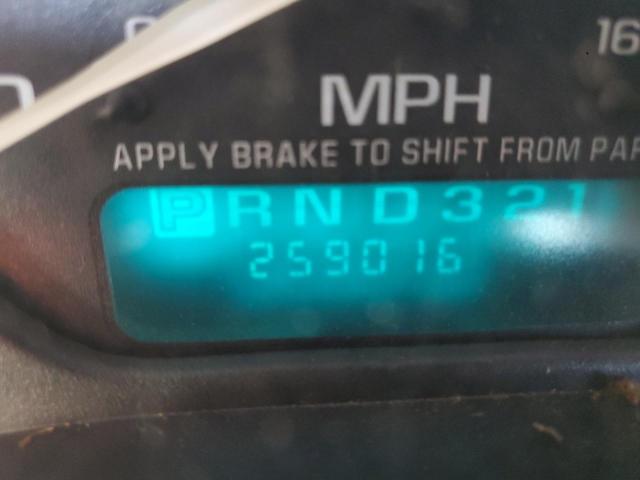 16
MPH
APPLY BRAKE TO SHIFT FROM PAR
P R N D 3 2 1
259016